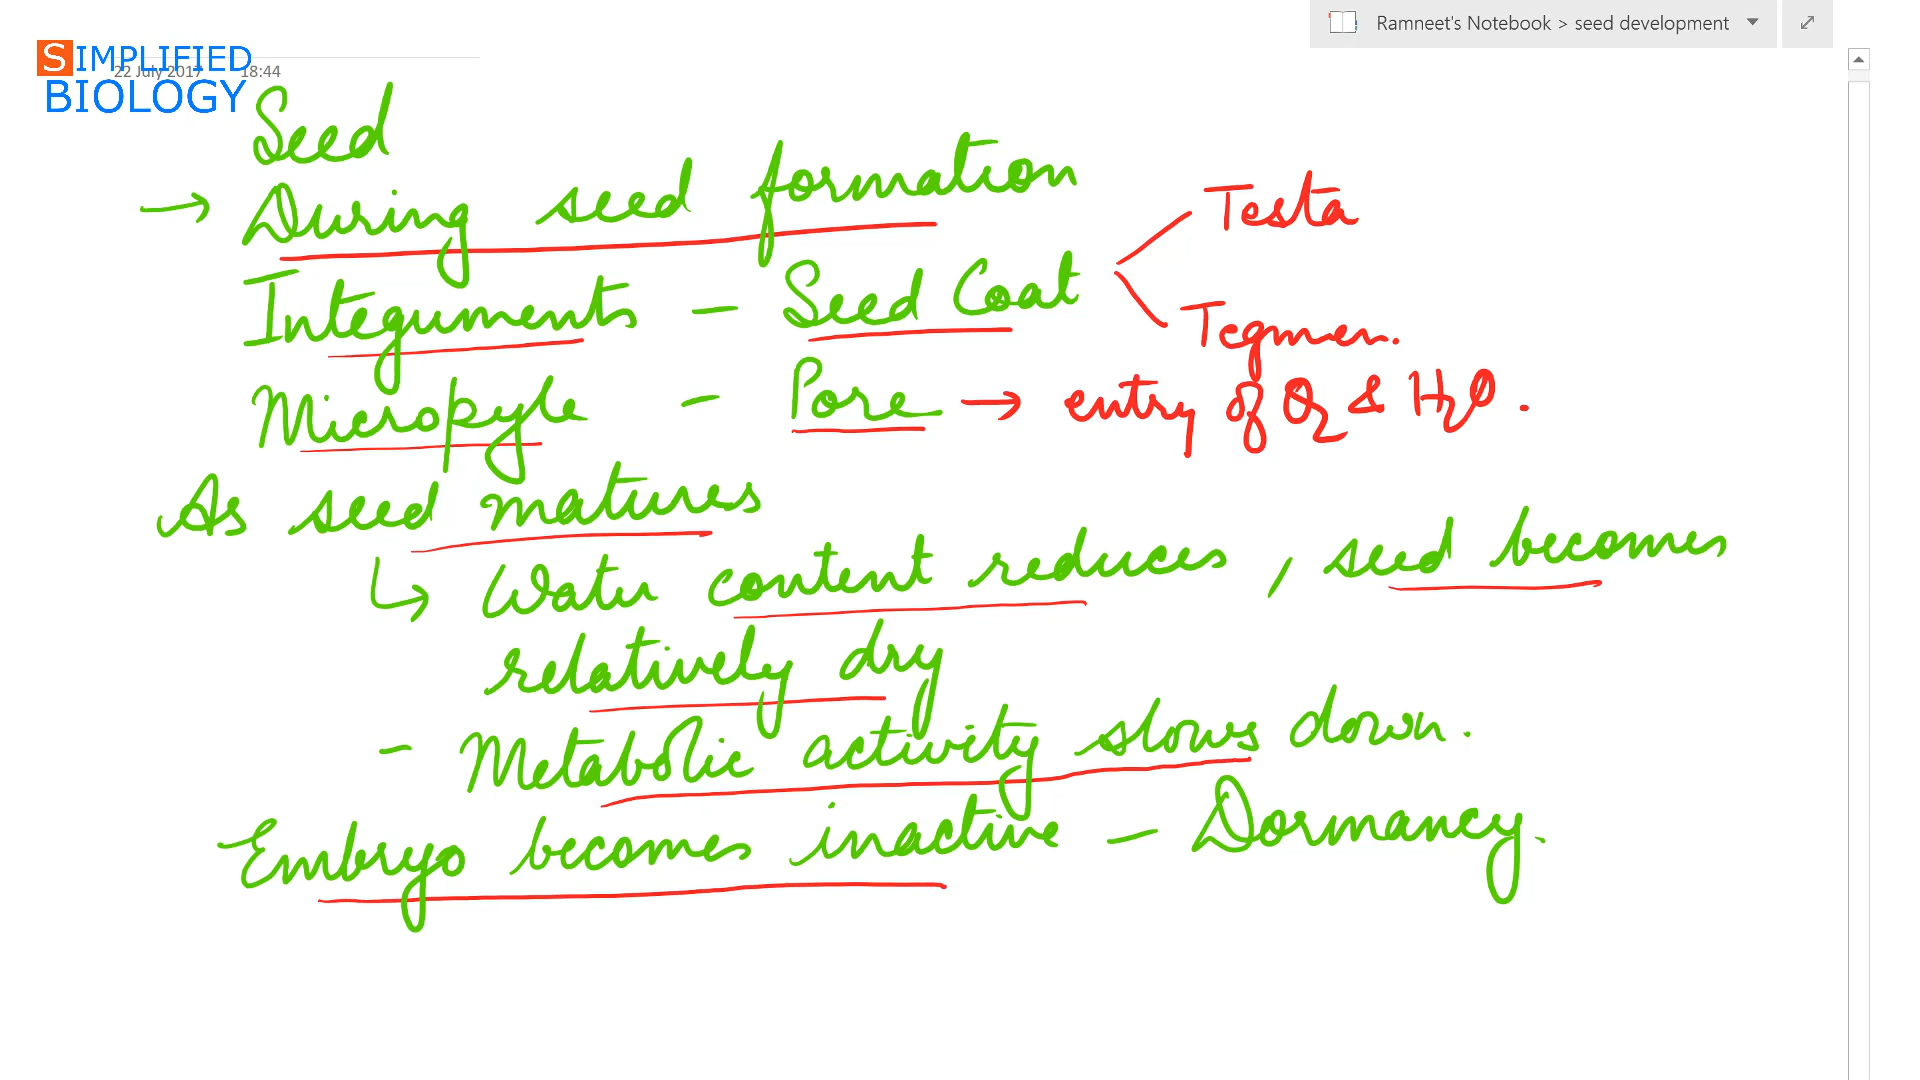 Ramneet's Notebook > seed development
SIMPLIFIED
BIOLOGY
22 July 2017 18:44
Seed
→ During seed formation
Integuments - Seed Coat
Testa
Tegmen.
Micropyle - Pore → entry of O2 & H2O.
As seed matures
↳ Water content reduces, seed becomes
relatively dry
- Metabolic activity slows down.
Embryo becomes inactive - Dormancy.